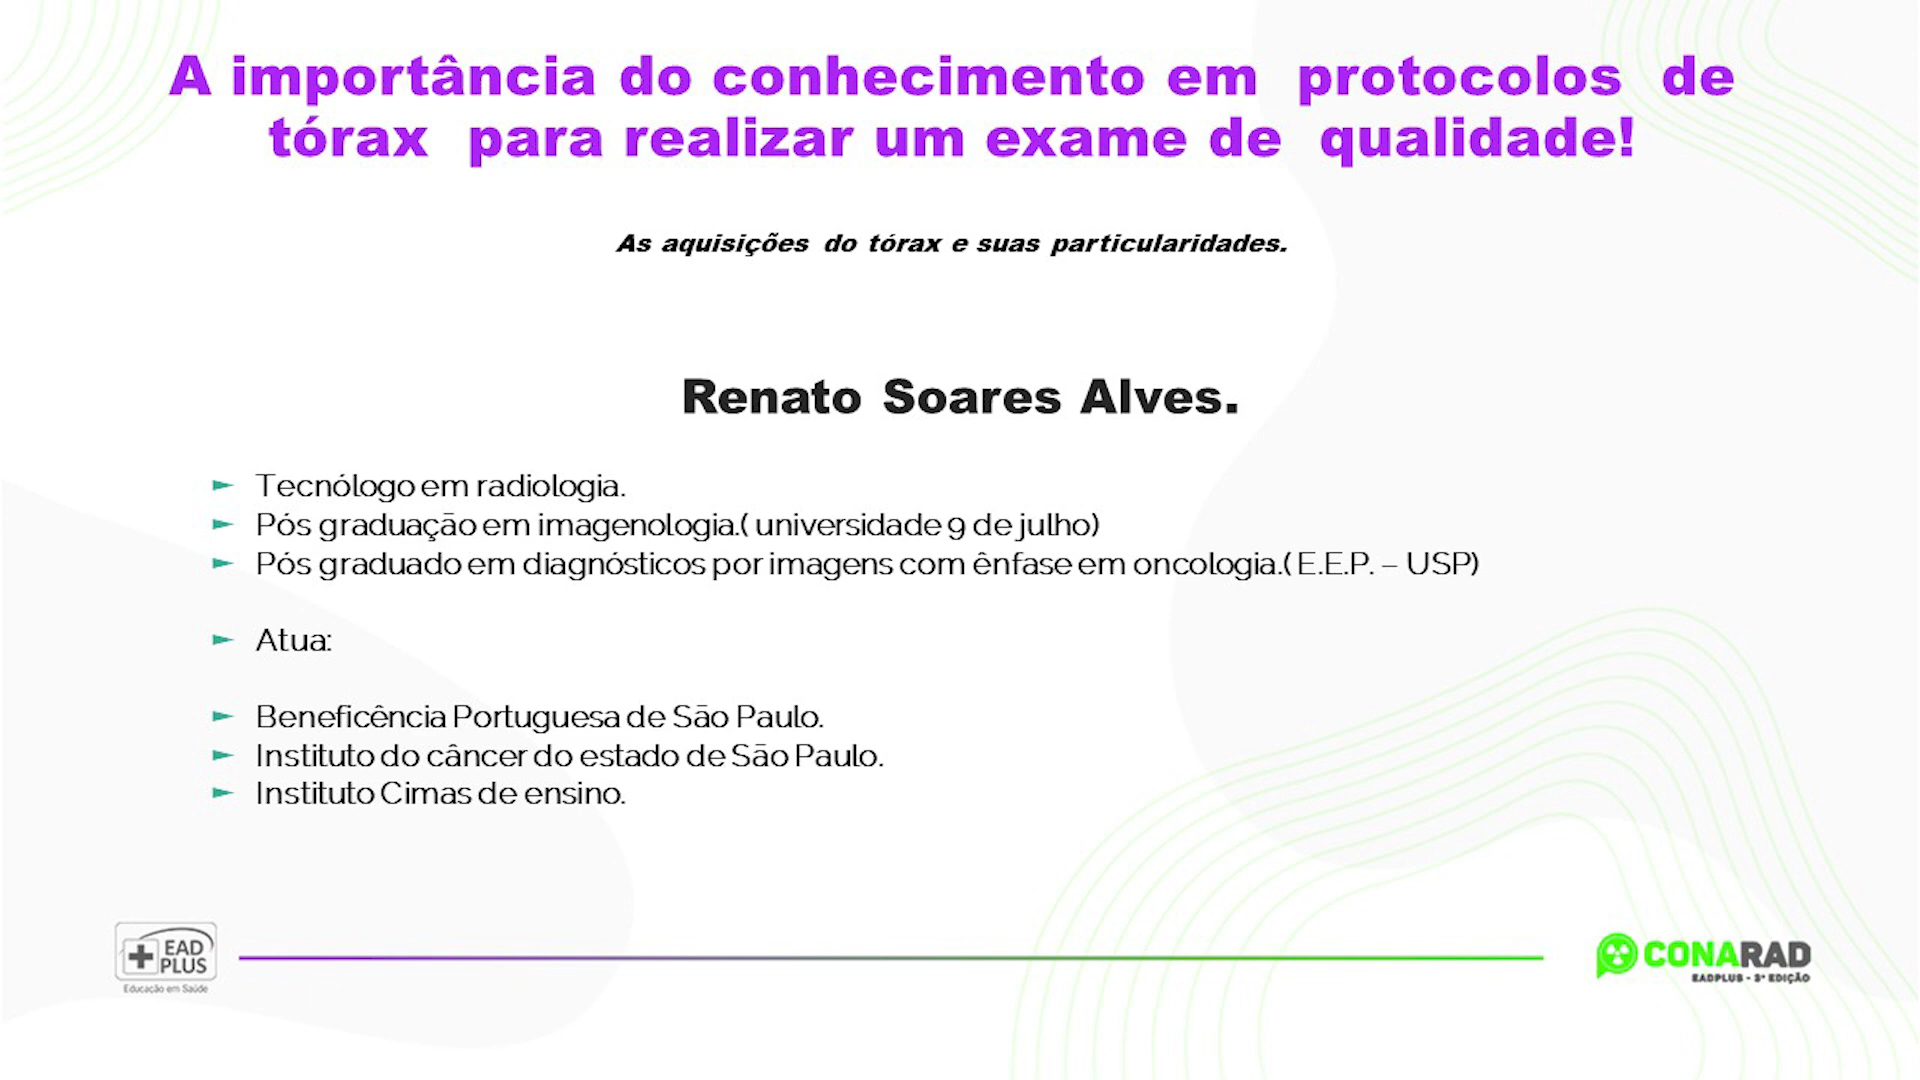 A importância do conhecimento em protocolos de
tórax para realizar um exame de qualidade!
As aquisições do tórax e suas particularidades.
Renato Soares Alves.
► Tecnólogo em radiologia.
► Pós graduação em imagenologia.( universidade 9 de julho)
► Pós graduado em diagnósticos por imagens com ênfase em oncologia.( E.E.P. – USP)
► Atua:
► Beneficência Portuguesa de São Paulo.
► Instituto do câncer do estado de São Paulo.
► Instituto Cimas de ensino.
EAD
PLUS
Educação em Saúde
CONARAD
EADPLUS - 3ª EDIÇÃO